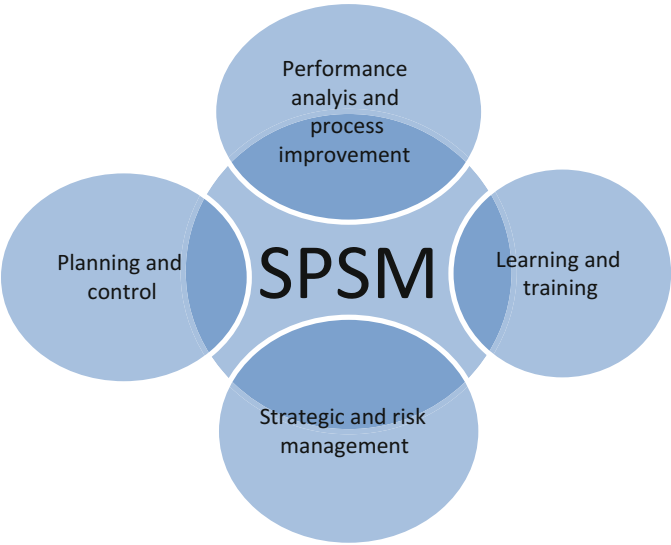 Performance
analyis and
process
improvement
Planning and
control
SPSM
Learning and
training
Strategic and risk
management